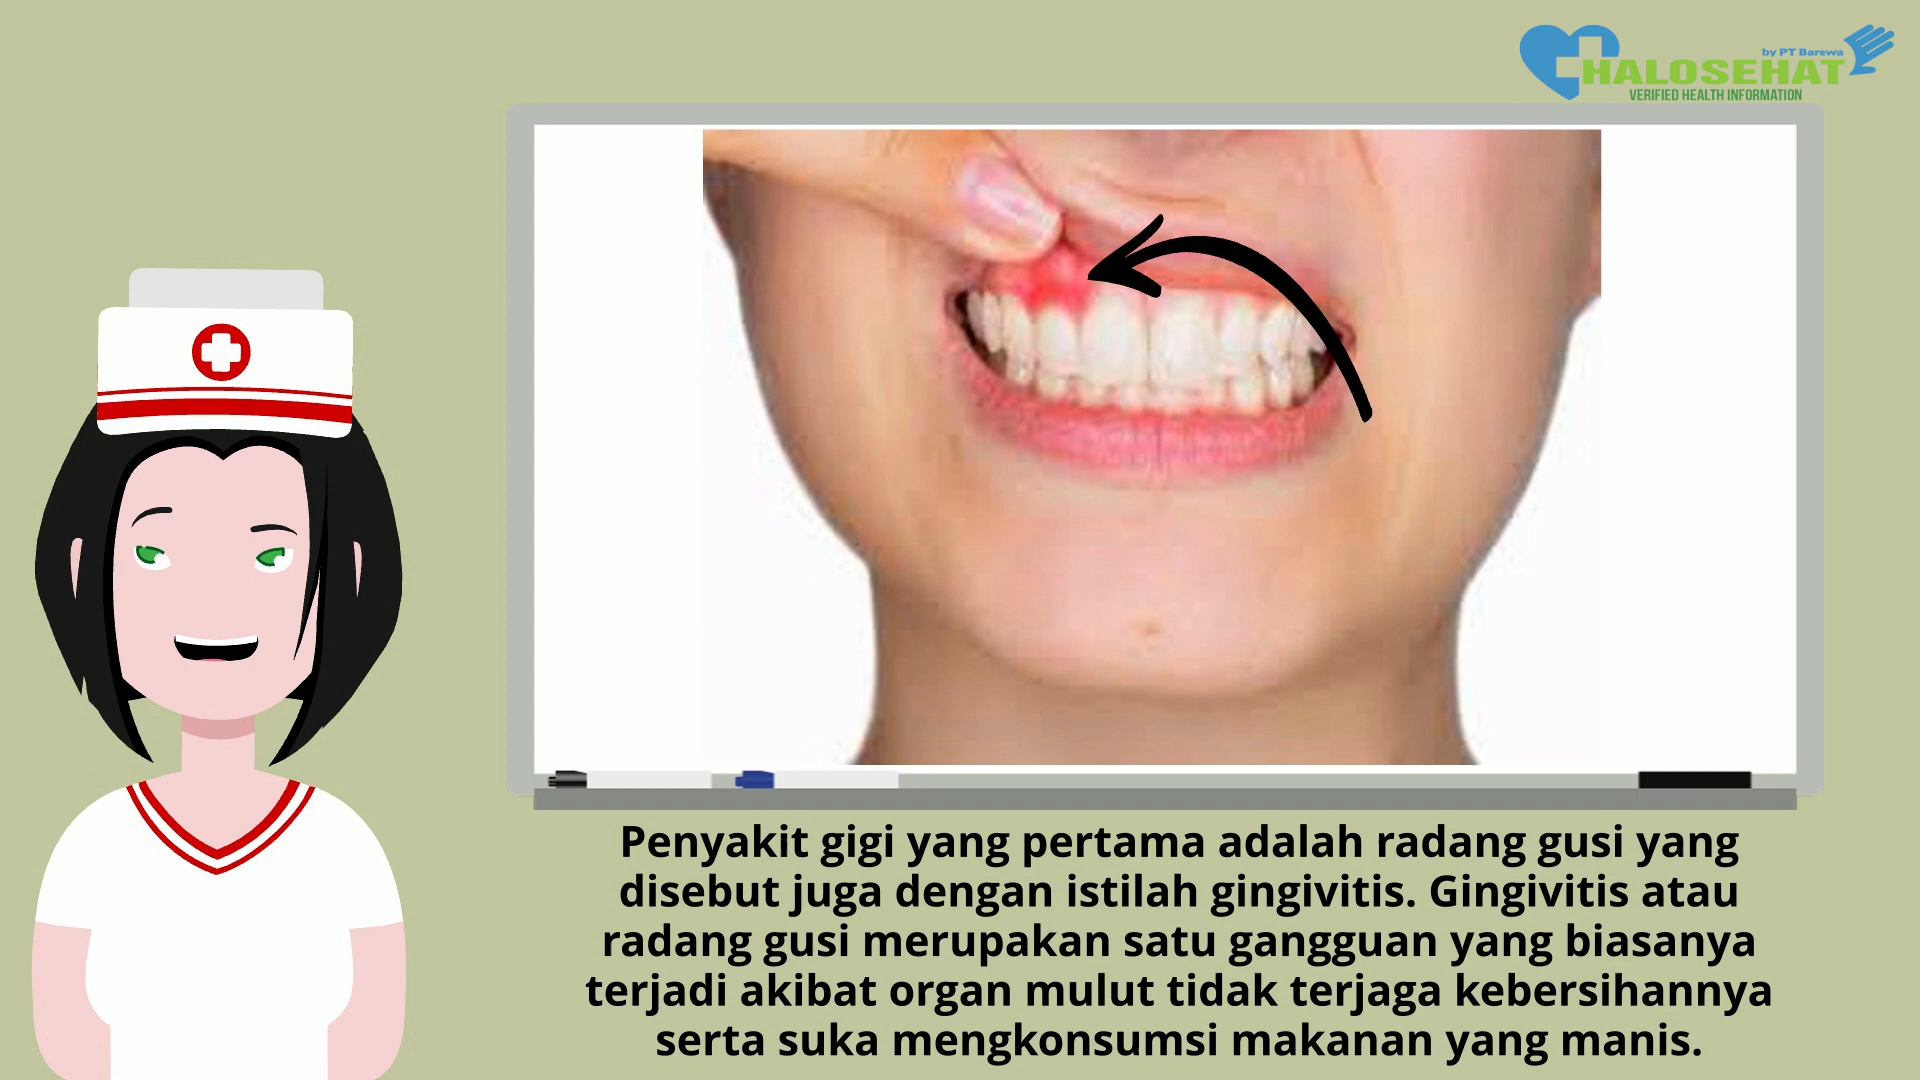 by PT Barewa
HALOSEHAT
VERIFIED HEALTH INFORMATION
Penyakit gigi yang pertama adalah radang gusi yang
disebut juga dengan istilah gingivitis. Gingivitis atau
radang gusi merupakan satu gangguan yang biasanya
terjadi akibat organ mulut tidak terjaga kebersihannya
serta suka mengkonsumsi makanan yang manis.